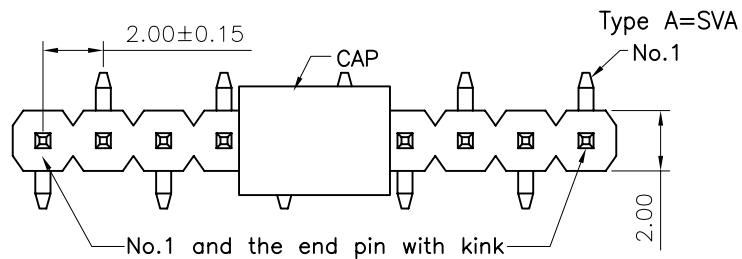 Type A=SVA
2.00±0.15
CAP
No.1
2.00
No.1 and the end pin with kink